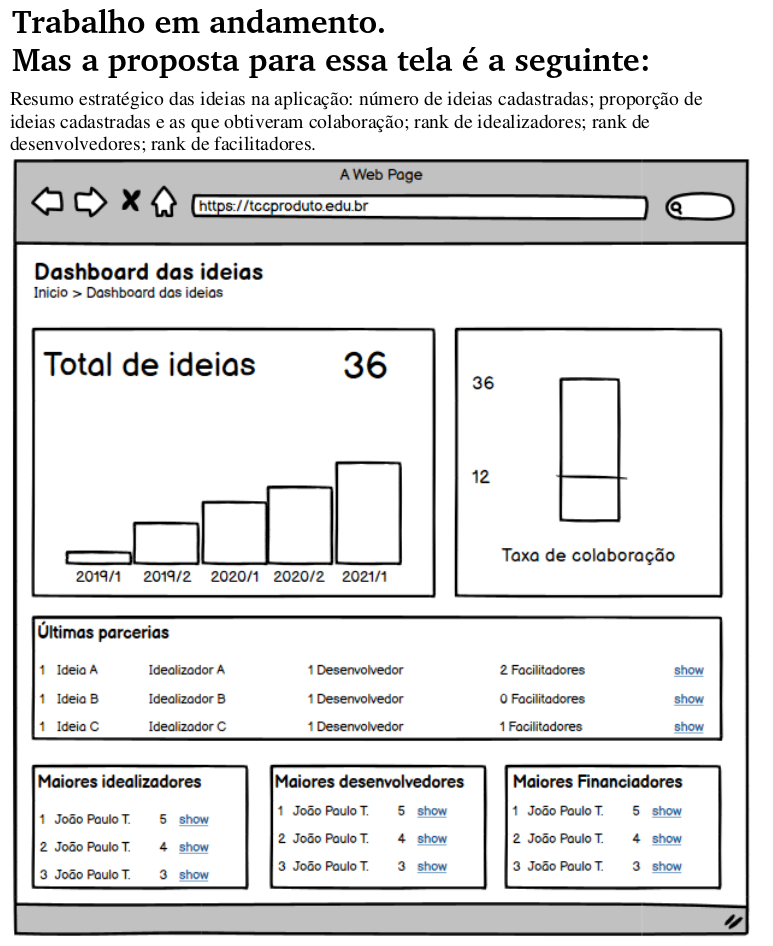 Trabalho em andamento.
Mas a proposta para essa tela é a seguinte:
Resumo estratégico das ideias na aplicação: número de ideias cadastradas; proporção de
ideias cadastradas e as que obtiveram colaboração; rank de idealizadores; rank de
desenvolvedores; rank de facilitadores.
A Web Page
https://tccproduto.edu.br
Dashboard das ideias
Inicio > Dashboard das ideias
Total de ideias 36
2019/1 2019/2 2020/1 2020/2 2021/1
36
12
Taxa de colaboração
Últimas parcerias
1 Ideia A Idealizador A 1 Desenvolvedor 2 Facilitadores show
1 Ideia B Idealizador B 1 Desenvolvedor 0 Facilitadores show
1 Ideia C Idealizador C 1 Desenvolvedor 1 Facilitadores show
Maiores idealizadores
1 João Paulo T. 5 show
2 João Paulo T. 4 show
3 João Paulo T. 3 show
Maiores desenvolvedores
1 João Paulo T. 5 show
2 João Paulo T. 4 show
3 João Paulo T. 3 show
Maiores Financiadores
1 João Paulo T. 5 show
2 João Paulo T. 4 show
3 João Paulo T. 3 show